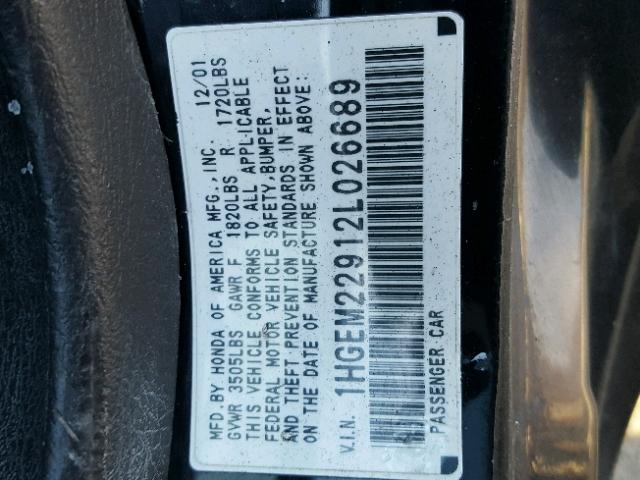 MFD.BY HONDA OF AMERICA MFG.,INC. 12/01
GVWR 3505LBS GAWR F 1820LBS R 1720LBS
THIS VEHICLE CONFORMS TO ALL APPLICABLE
FEDERAL MOTOR VEHICLE SAFETY,BUMPER,
AND THEFT PREVENTION STANDARDS IN EFFECT
ON THE DATE OF MANUFACTURE SHOWN ABOVE:
V.I.N. 1HGEM22912L026689
PASSENGER CAR